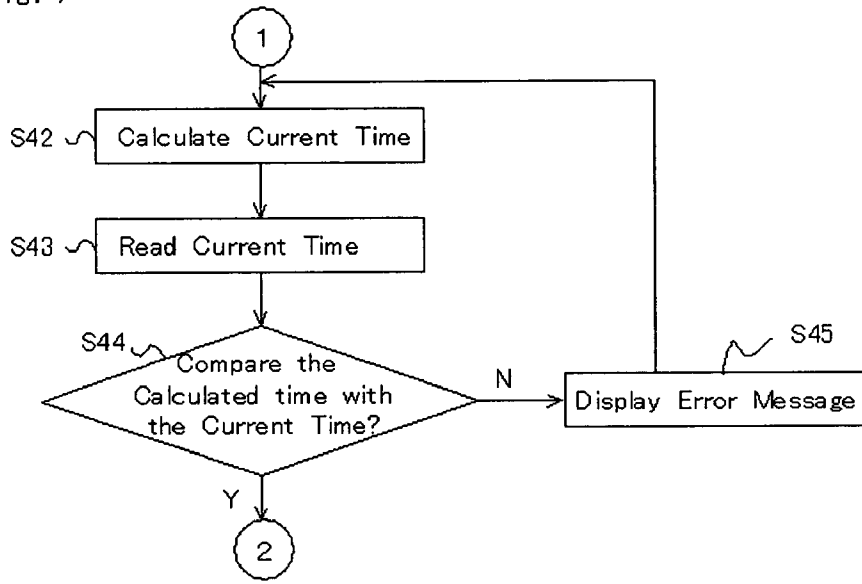 1
S42
Calculate Current Time
S43
Read Current Time
S44
Compare the
Calculated time with
the Current Time?
N
S45
Display Error Message
Y
2